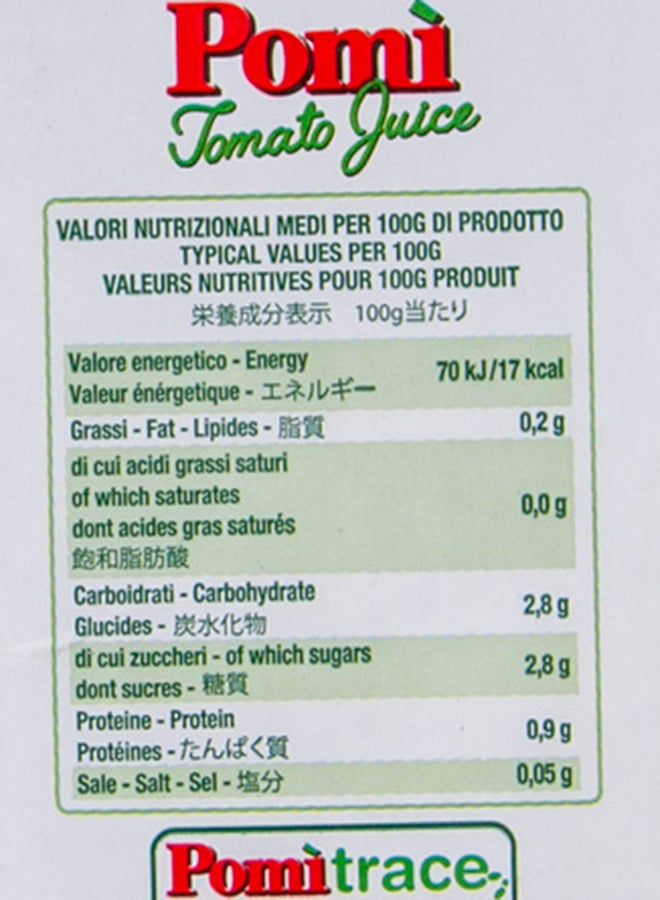 Pomì
Tomato Juice
VALORI NUTRIZIONALI MEDI PER 100G DI PRODOTTO
TYPICAL VALUES PER 100G
VALEURS NUTRITIVES POUR 100G PRODUIT
栄養成分表示 100g当たり
Valore energetico - Energy
Valeur énérgetique - エネルギー 70 kJ/17 kcal
Grassi - Fat - Lipides - 脂質 0,2 g
di cui acidi grassi saturi
of which saturates
dont acides gras saturés 0,0 g
飽和脂肪酸
Carboidrati - Carbohydrate
Glucides - 炭水化物 2,8 g
di cui zuccheri - of which sugars
dont sucres - 糖質 2,8 g
Proteine - Protein
Protéines - たんぱく質 0,9 g
Sale - Salt - Sel - 塩分 0,05 g
Pomìtrace